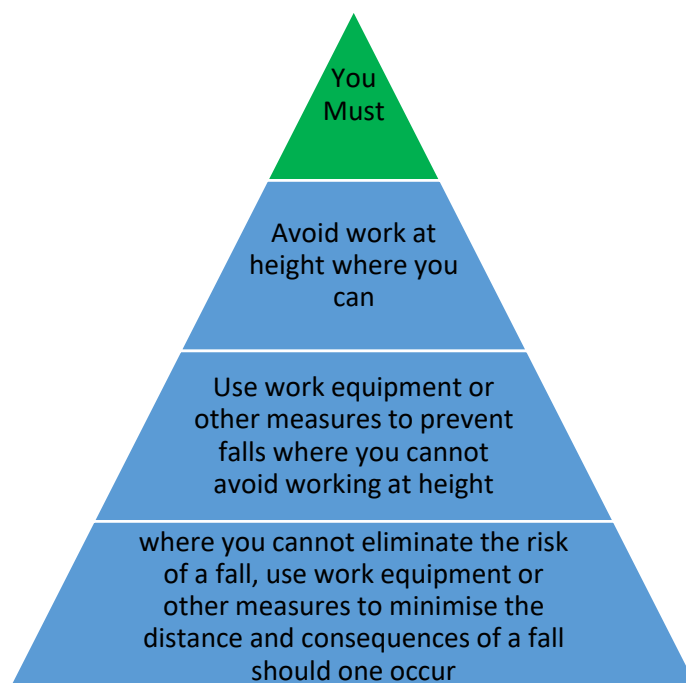 You
Must
Avoid work at
height where you
can
Use work equipment or
other measures to prevent
falls where you cannot
avoid working at height
where you cannot eliminate the risk
of a fall, use work equipment or
other measures to minimise the
distance and consequences of a fall
should one occur